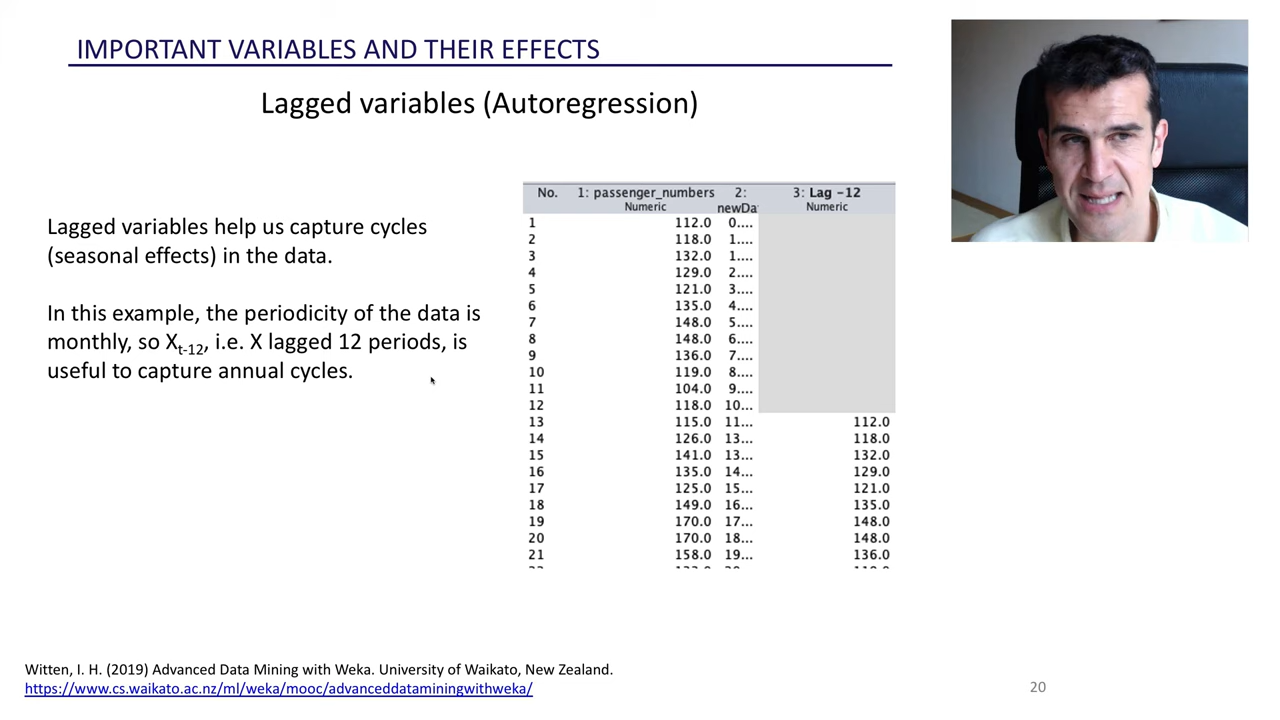 IMPORTANT VARIABLES AND THEIR EFFECTS
Lagged variables (Autoregression)
Lagged variables help us capture cycles
(seasonal effects) in the data.
In this example, the periodicity of the data is
monthly, so Xt-12, i.e. X lagged 12 periods, is
useful to capture annual cycles.
No. 1: passenger_numbers 2: 3: Lag -12
Numeric newDa Numeric
1 112.0 0....
2 118.0 1....
3 132.0 1....
4 129.0 2....
5 121.0 3....
6 135.0 4....
7 148.0 5....
8 148.0 6....
9 136.0 7....
10 119.0 8....
11 104.0 9....
12 118.0 10...
13 115.0 11... 112.0
14 126.0 13... 118.0
15 141.0 13... 132.0
16 135.0 14... 129.0
17 125.0 15... 121.0
18 149.0 16... 135.0
19 170.0 17... 148.0
20 170.0 18... 148.0
21 158.0 19... 136.0
Witten, I. H. (2019) Advanced Data Mining with Weka. University of Waikato, New Zealand.
https://www.cs.waikato.ac.nz/ml/weka/mooc/advanceddataminingwithweka/
20